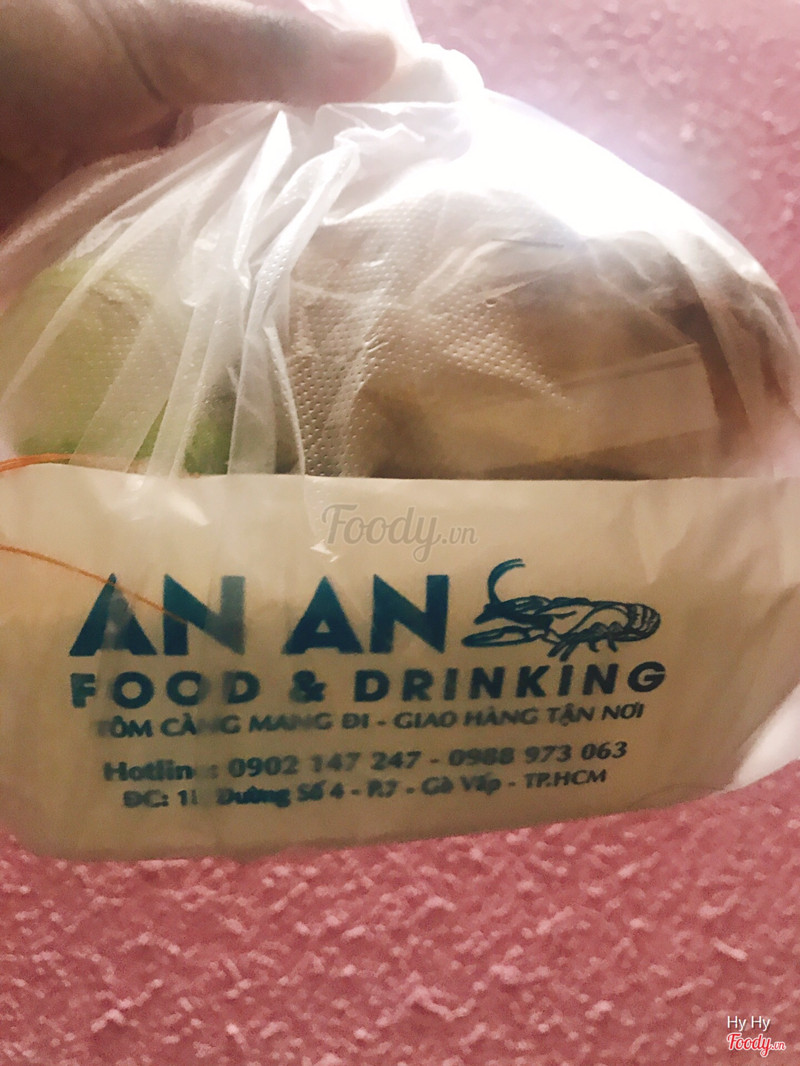 Foody.vn
AN AN
FOOD & DRINKING
TÔM CÀNG MANG ĐI - GIAO HÀNG TẬN NƠI
Hotline: 0902 147 247 - 0988 973 063
ĐC: Đường Số 4 - P.7 - Gò Vấp - TP.HCM
Hy Hy
Foody.vn